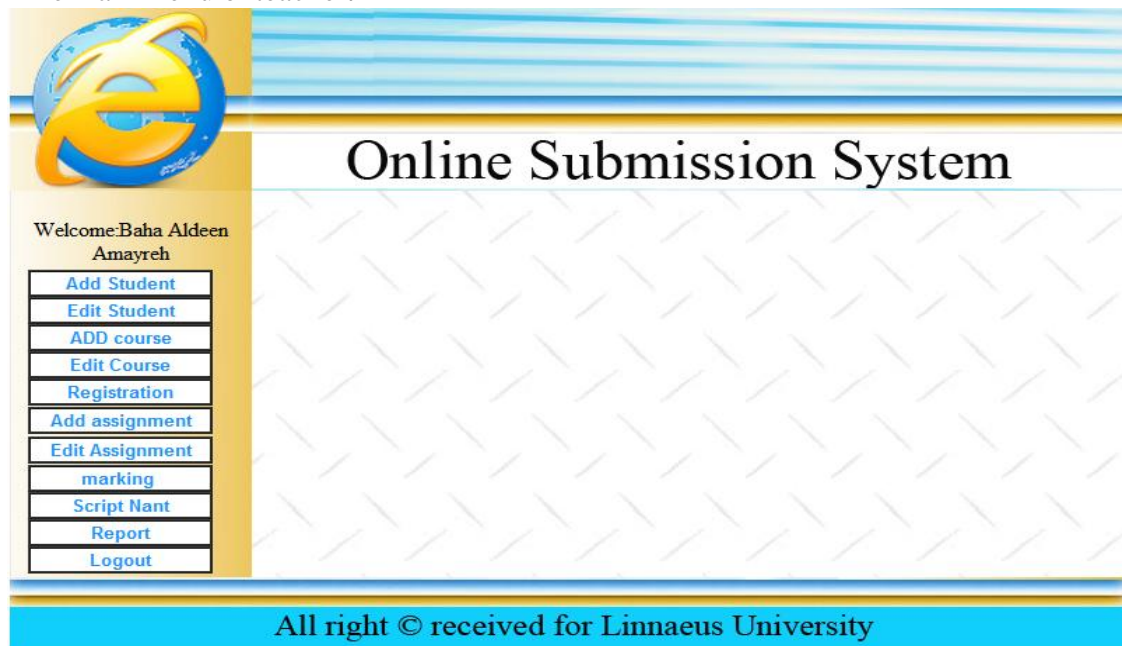 Online Submission System
Welcome:Baha Aldeen
Amayreh
Add Student
Edit Student
ADD course
Edit Course
Registration
Add assignment
Edit Assignment
marking
Script Nant
Report
Logout
All right © received for Linnaeus University